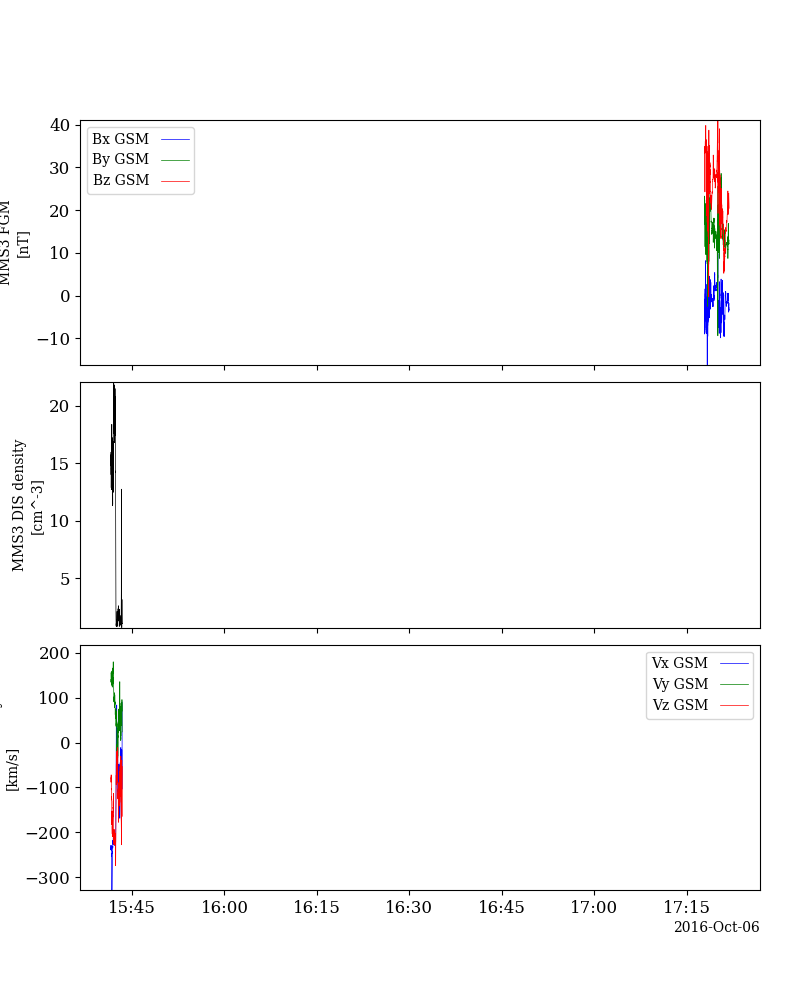 40
30
20
10
0
−10
MMS3 FGM
[nT]
Bx GSM
By GSM
Bz GSM
20
15
10
5
MMS3 DIS density
[cm^-3]
200
100
0
−100
−200
−300
[km/s]
Vx GSM
Vy GSM
Vz GSM
15:45 16:00 16:15 16:30 16:45 17:00 17:15
2016-Oct-06